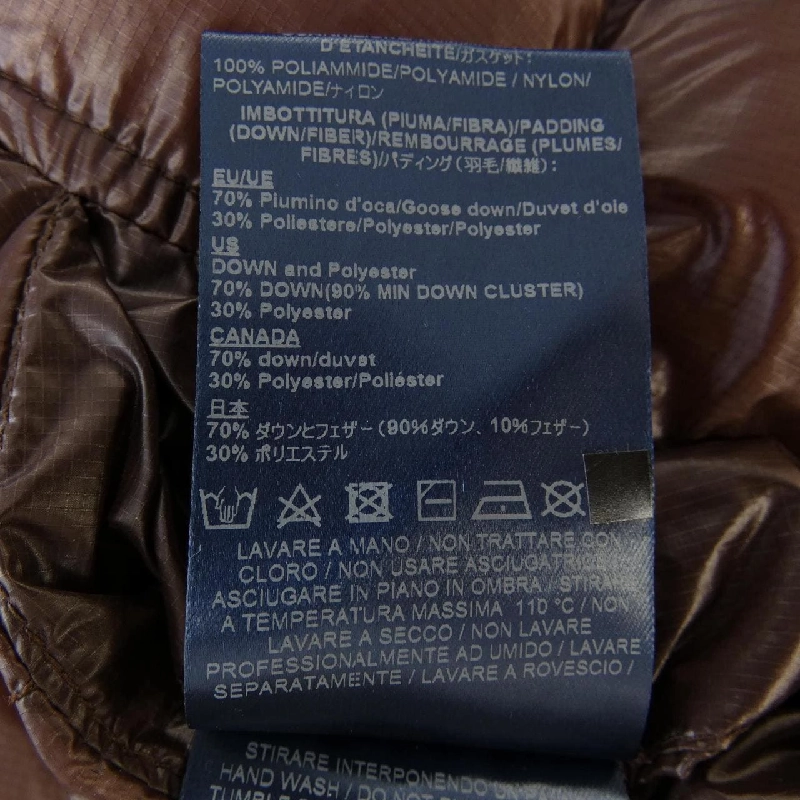 D'ETANCHEITE/ガスケット:
100% POLIAMMIDE/POLYAMIDE / NYLON/
POLYAMIDE/ナイロン
IMBOTTITURA (PIUMA/FIBRA)/PADDING
(DOWN/FIBER)/REMBOURRAGE (PLUMES/
FIBRES)/パディング(羽毛/繊維):
EU/UE
70% Piumino d'oca/Goose down/Duvet d'oie
30% Poliestere/Polyester/Polyester
US
DOWN and Polyester
70% DOWN(90% MIN DOWN CLUSTER)
30% Polyester
CANADA
70% down/duvet
30% Polyester/Poliéster
日本
70% ダウンとフェザー(90%ダウン、10%フェザー)
30% ポリエステル
LAVARE A MANO / NON TRATTARE CON
CLORO / NON USARE ASCIUGATRICE
ASCIUGARE IN PIANO IN OMBRA / STIRARE
A TEMPERATURA MASSIMA 110 °C / NON
LAVARE A SECCO / NON LAVARE
PROFESSIONALMENTE AD UMIDO / LAVARE
SEPARATAMENTE / LAVARE A ROVESCIO /
STIRARE INTERPONENDO UN
HAND WASH / DO NOT
TUMBLE